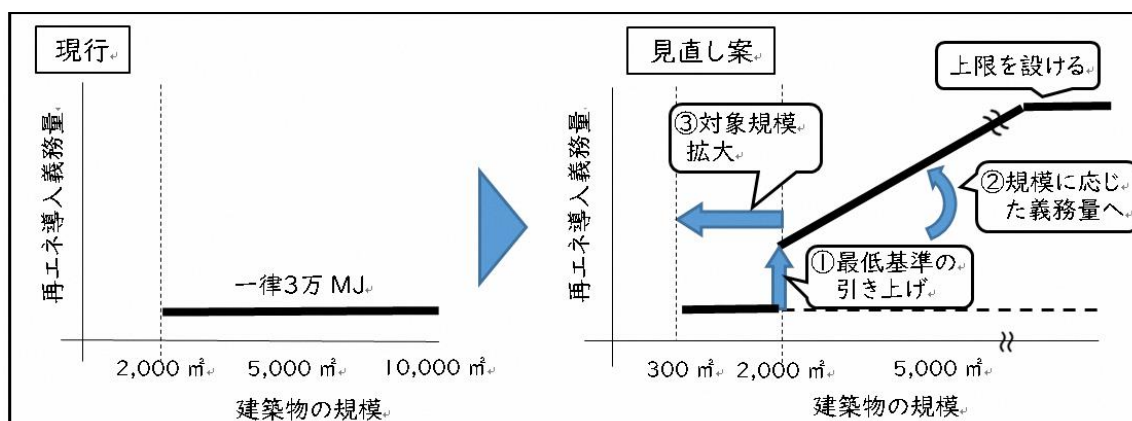 現行
再エネ導入義務量
一律3万 MJ
2,000 ㎡
5,000 ㎡
10,000 ㎡
建築物の規模
見直し案
再エネ導入義務量
上限を設ける
③対象規模
拡大
②規模に応じ
た義務量へ
①最低基準の
引き上げ
300 ㎡
2,000 ㎡
5,000 ㎡
建築物の規模